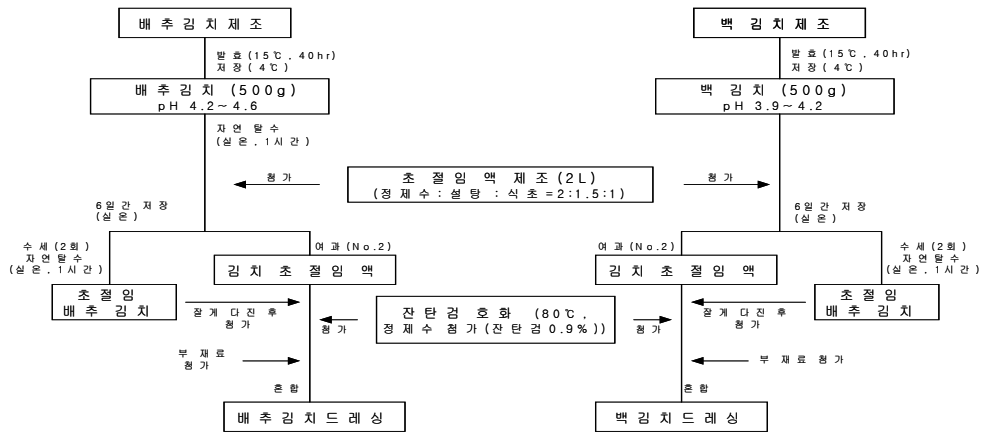 배추김치제조
백 김치제조
발효(15℃, 40hr)
저장(4℃)
발효(15℃, 40hr)
저장(4℃)
배추김치 (500g)
pH 4.2~4.6
백 김치 (500g)
pH 3.9~4.2
자연 탈수
(실온, 1시간)
첨가
초 절임 액 제조(2L)
(정제수:설탕:식초=2:1.5:1)
첨가
6일간 저장
(실온)
6일간 저장
(실온)
수세(2회)
자연탈수
(실온, 1시간)
여과(No.2)
여과(No.2)
수세(2회)
자연탈수
(실온, 1시간)
김치 초 절임 액
김치 초 절임 액
초 절임
배추 김치
잘게 다진 후
첨가
첨가
잔탄검 호화 (80℃,
정제수 첨가(잔탄검0.9%))
첨가
잘게 다진 후
첨가
초 절임
배추 김치
부 재료
첨가
부 재료 첨가
혼합
혼합
배추김치드레싱
백김치드레싱